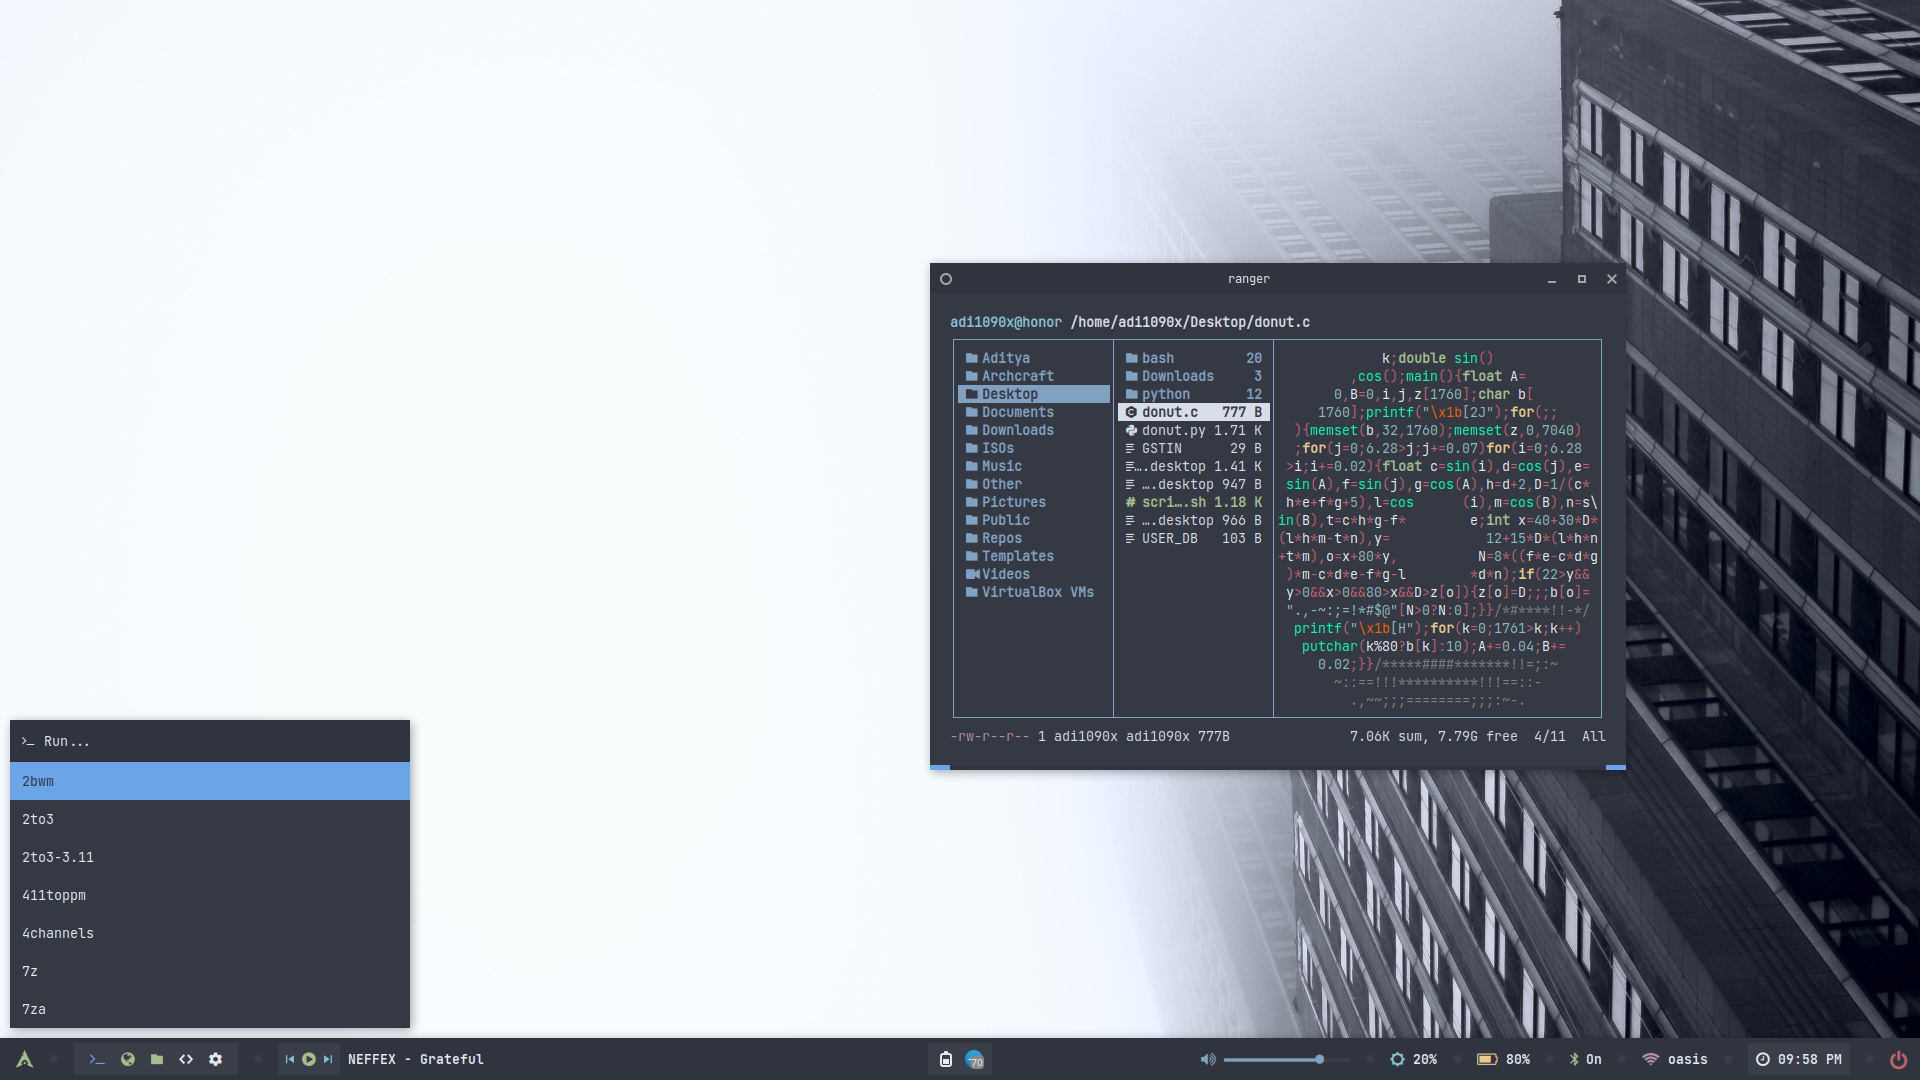 ranger
adi1090x@honor /home/adi1090x/Desktop/donut.c
Aditya
Archcraft
Desktop
Documents
Downloads
ISOs
Music
Other
Pictures
Public
Repos
Templates
Videos
VirtualBox VMs
bash 20
Downloads 3
python 12
donut.c 777 B
donut.py 1.71 K
GSTIN 29 B
….desktop 1.41 K
….desktop 947 B
scri….sh 1.18 K
….desktop 966 B
USER_DB 103 B
k;double sin()
,cos();main(){float A=
0,B=0,i,j,z[1760];char b[
1760];printf("\x1b[2J");for(;;
){memset(b,32,1760);memset(z,0,7040)
;for(j=0;6.28>j;j+=0.07)for(i=0;6.28
>i;i+=0.02){float c=sin(i),d=cos(j),e=
sin(A),f=sin(j),g=cos(A),h=d+2,D=1/(c*
h*e+f*g+5),l=cos (i),m=cos(B),n=s\
in(B),t=c*h*g-f* e;int x=40+30*D*
(l*h*m-t*n),y= 12+15*D*(l*h*n
+t*m),o=x+80*y, N=8*((f*e-c*d*g
)*m-c*d*e-f*g-l *d*n);if(22>y&&
y>0&&x>0&&80>x&&D>z[o]){z[o]=D;;;b[o]=
".,-~:;=!*#$@"[N>0?N:0];}}/*#****!!-*/
printf("\x1b[H");for(k=0;1761>k;k++)
putchar(k%80?b[k]:10);A+=0.04;B+=
0.02;}}/*****####*******!!=;:~
~::==!!!**********!!!==::-
.,~~;;;========;;;:~-.
-rw-r--r-- 1 adi1090x adi1090x 777B 7.06K sum, 7.79G free 4/11 All
>_ Run...
2bwm
2to3
2to3-3.11
411toppm
4channels
7z
7za
NEFFEX - Grateful
70
20%
80%
On
oasis
09:58 PM